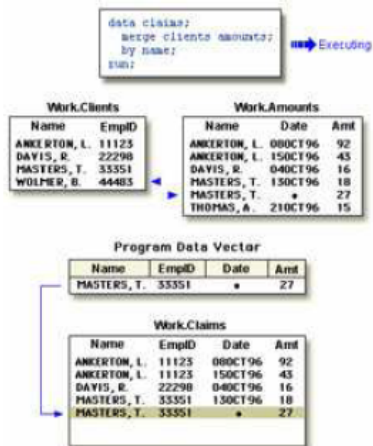 data claims;
merge clients amounts;
by name;
run;
Executing
Work.Clients
Name EmpID
ANKERTON, L. 11123
DAVIS, R. 22298
MASTERS, T. 33351
WOLMER, B. 44483
Work.Amounts
Name Date Amt
ANKERTON, L. 08OCT96 92
ANKERTON, L. 15OCT96 43
DAVIS, R. 04OCT96 16
MASTERS, T. 13OCT96 18
MASTERS, T. • 27
THOMAS, A. 21OCT96 15
Program Data Vector
Name EmpID Date Amt
MASTERS, T. 33351 • 27
Work.Claims
Name EmpID Date Amt
ANKERTON, L. 11123 08OCT96 92
ANKERTON, L. 11123 15OCT96 43
DAVIS, R. 22298 04OCT96 16
MASTERS, T. 33351 13OCT96 18
MASTERS, T. 33351 • 27